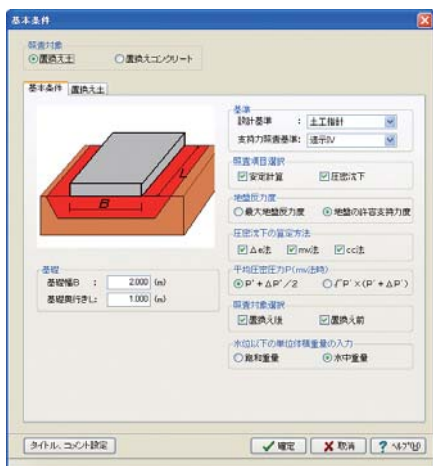 基本条件
照査対象
置換え土 置換えコンクリート
基本条件 置換え土
B
L
基礎
基礎幅B : 2.000 (m)
基礎奥行きL: 1.000 (m)
基準
設計基準 : 土工指針
支持力照査基準: 道示IV
照査項目選択
安定計算 圧密沈下
地盤反力度
最大地盤反力度 地盤の許容支持力度
圧密沈下の算定方法
Δe法 mv法 cc法
平均圧密圧力P(mv法時)
P'+ΔP'/2 √P'×(P'+ΔP')
照査対象選択
置換え後 置換え前
水位以下の単位体積重量の入力
飽和重量 水中重量
タイトル、コメント設定 確定 取消 ヘルプ(H)